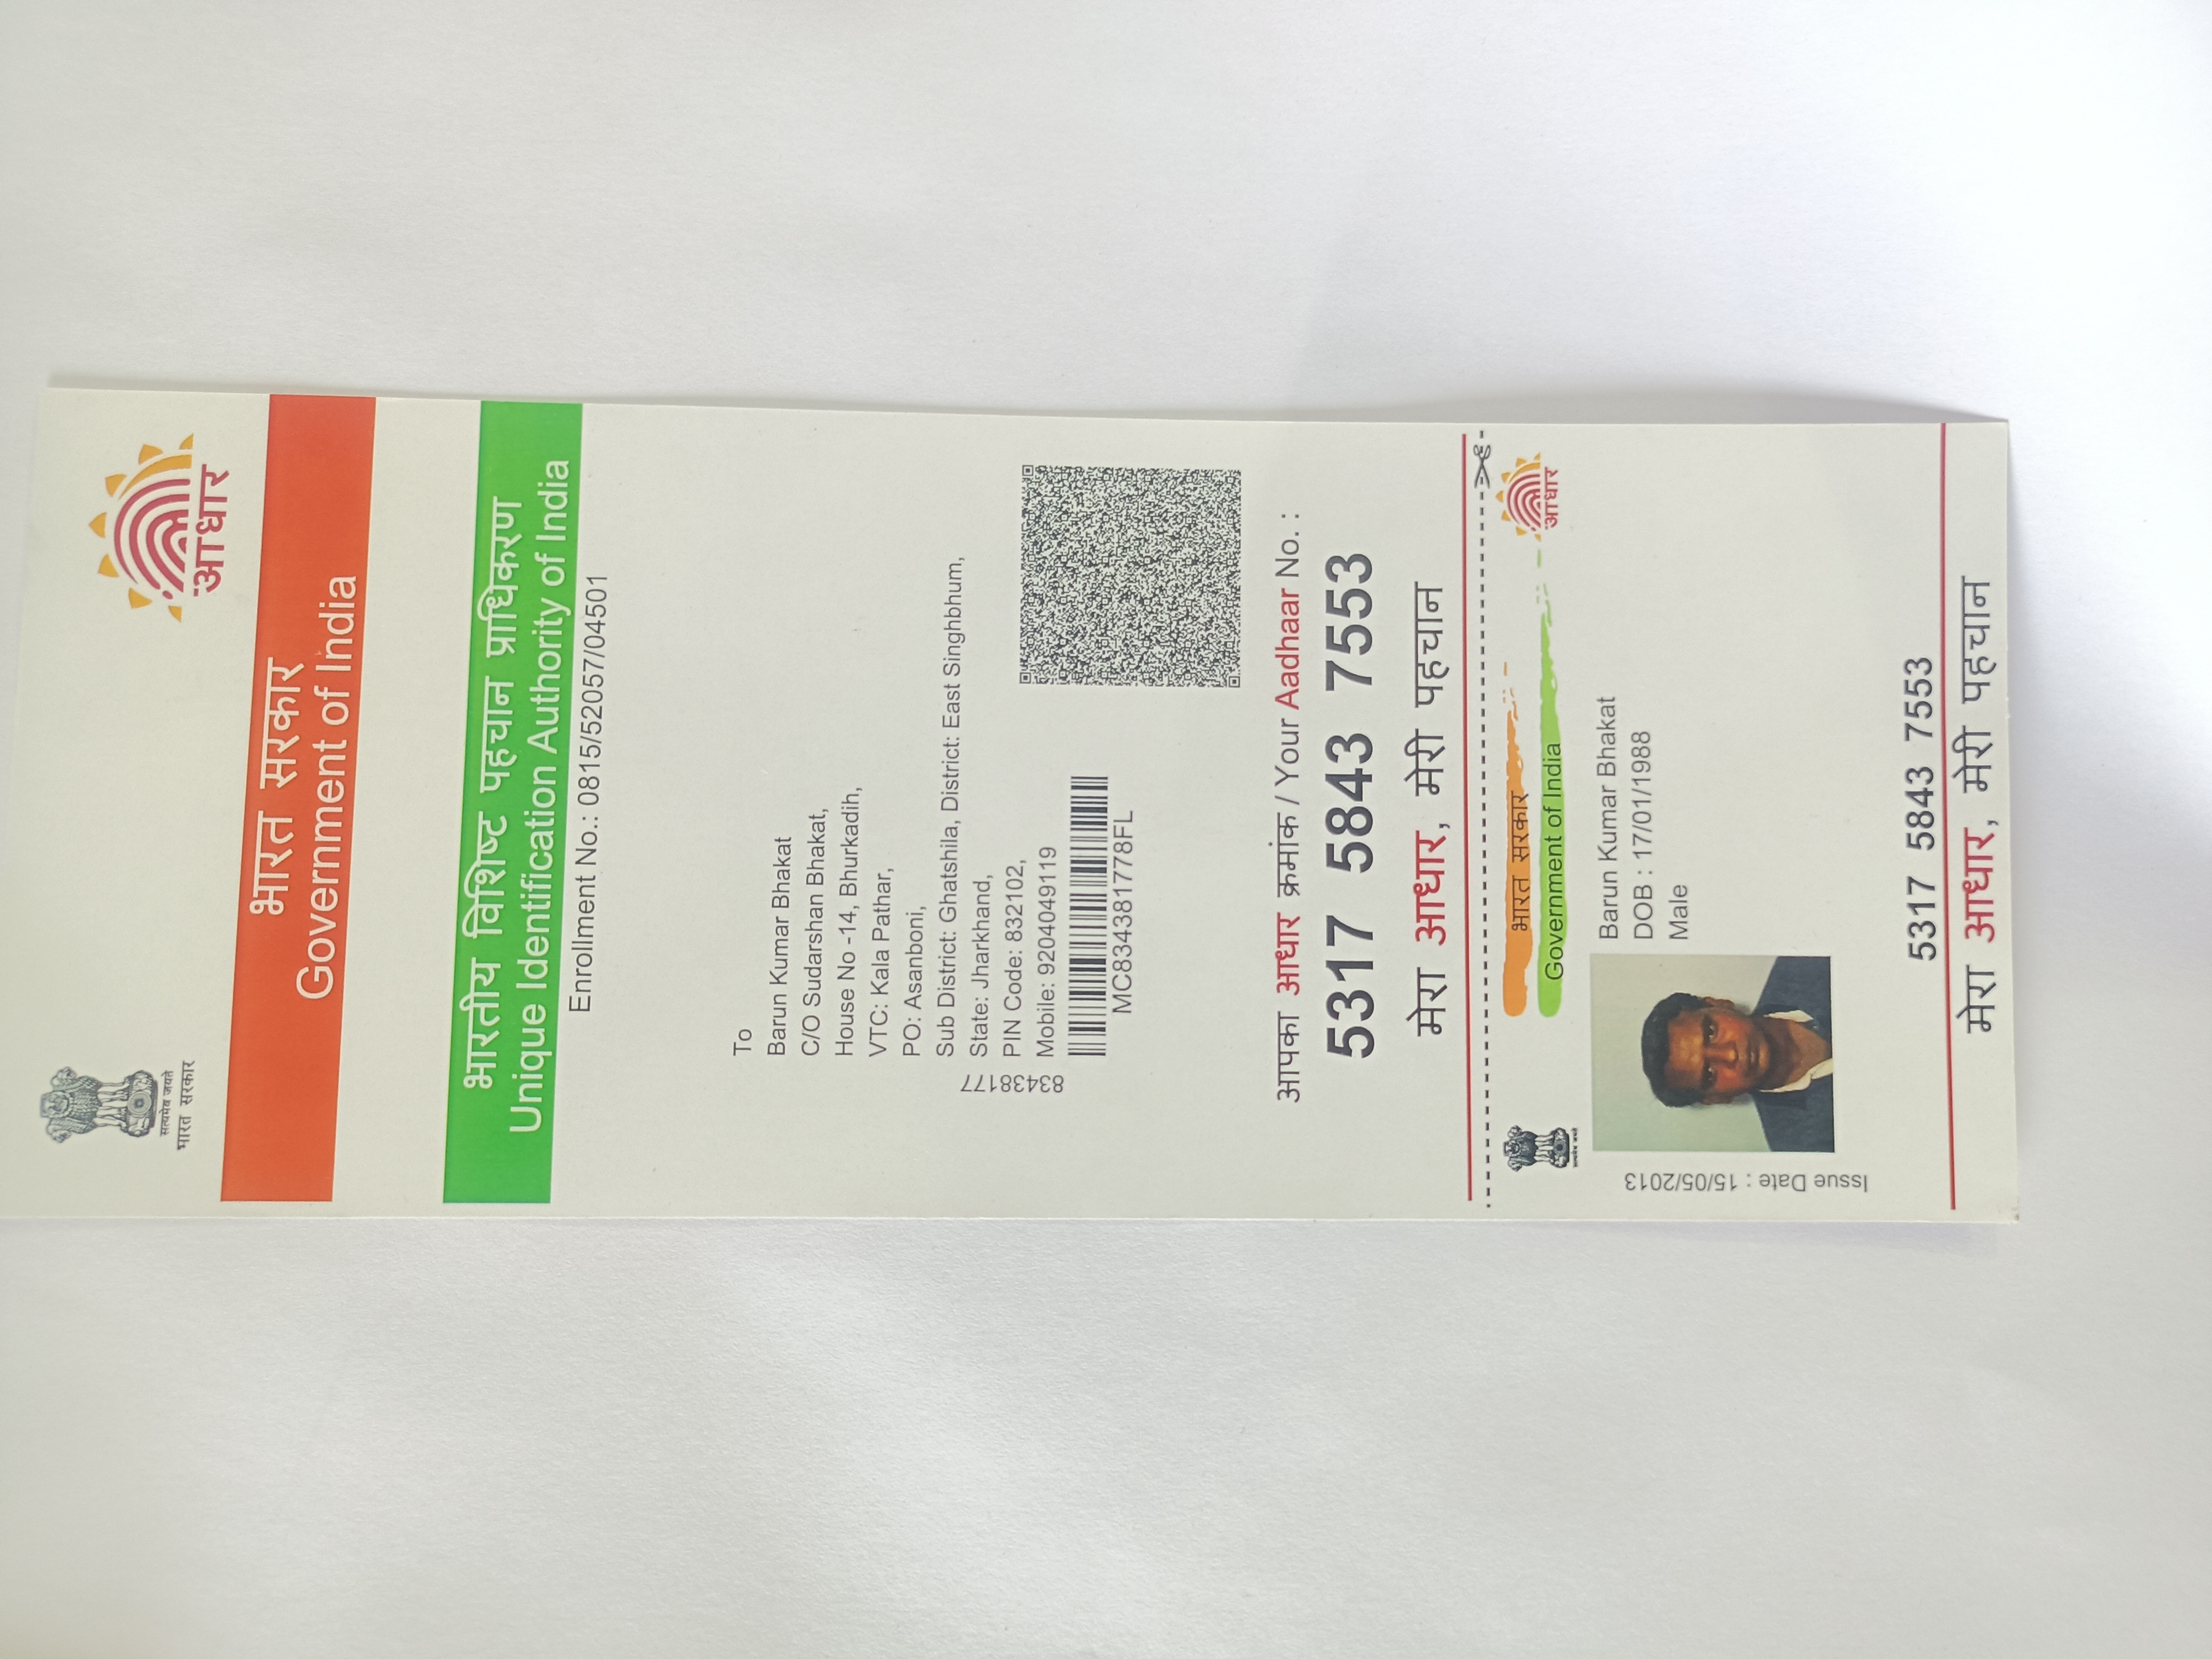 सत्यमेव जयते
भारत सरकार
आधार
भारत सरकार
Government of India
भारतीय विशिष्ट पहचान प्राधिकरण
Unique Identification Authority of India
Enrollment No.: 0815/52057/04501
To
Barun Kumar Bhakat
C/O Sudarshan Bhakat,
House No -14, Bhurkadih,
VTC: Kala Pathar,
PO: Asanboni,
Sub District: Ghatshila, District: East Singhbhum,
State: Jharkhand,
PIN Code: 832102,
Mobile: 9204049119
83438177
MC834381778FL
आपका आधार क्रमांक / Your Aadhaar No. :
5317 5843 7553
मेरा आधार, मेरी पहचान
सत्यमेव जयते
भारत सरकार
Government of India
आधार
Issue Date : 15/05/2013
Barun Kumar Bhakat
DOB : 17/01/1988
Male
5317 5843 7553
मेरा आधार, मेरी पहचान